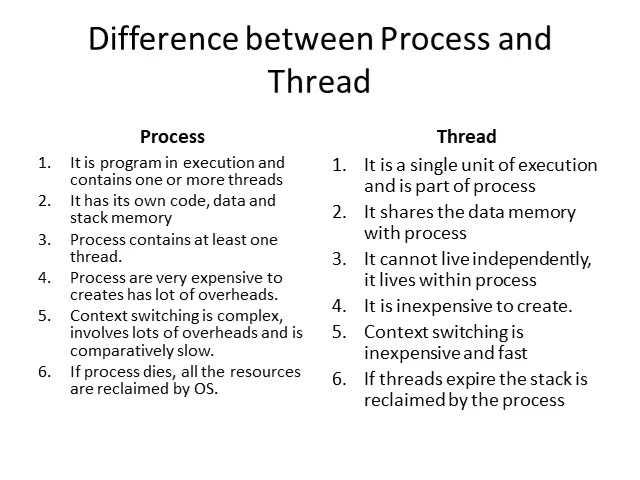 Difference between Process and
Thread
Process
1. It is program in execution and
contains one or more threads
2. It has its own code, data and
stack memory
3. Process contains at least one
thread.
4. Process are very expensive to
creates has lot of overheads.
5. Context switching is complex,
involves lots of overheads and is
comparatively slow.
6. If process dies, all the resources
are reclaimed by OS.
Thread
1. It is a single unit of execution
and is part of process
2. It shares the data memory
with process
3. It cannot live independently,
it lives within process
4. It is inexpensive to create.
5. Context switching is
inexpensive and fast
6. If threads expire the stack is
reclaimed by the process